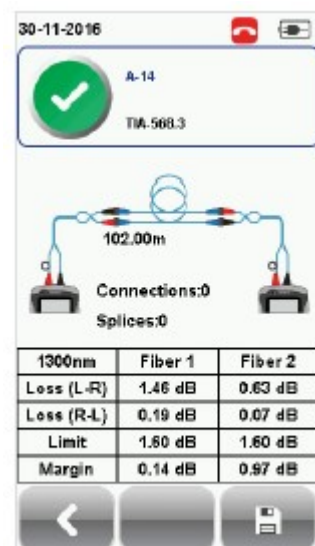 30-11-2016
A-14
TIA-568.3
102.00m
Connections:0
Splices:0
1300nm Fiber 1 Fiber 2
Loss (L-R) 1.46 dB 0.63 dB
Loss (R-L) 0.19 dB 0.07 dB
Limit 1.60 dB 1.60 dB
Margin 0.14 dB 0.97 dB